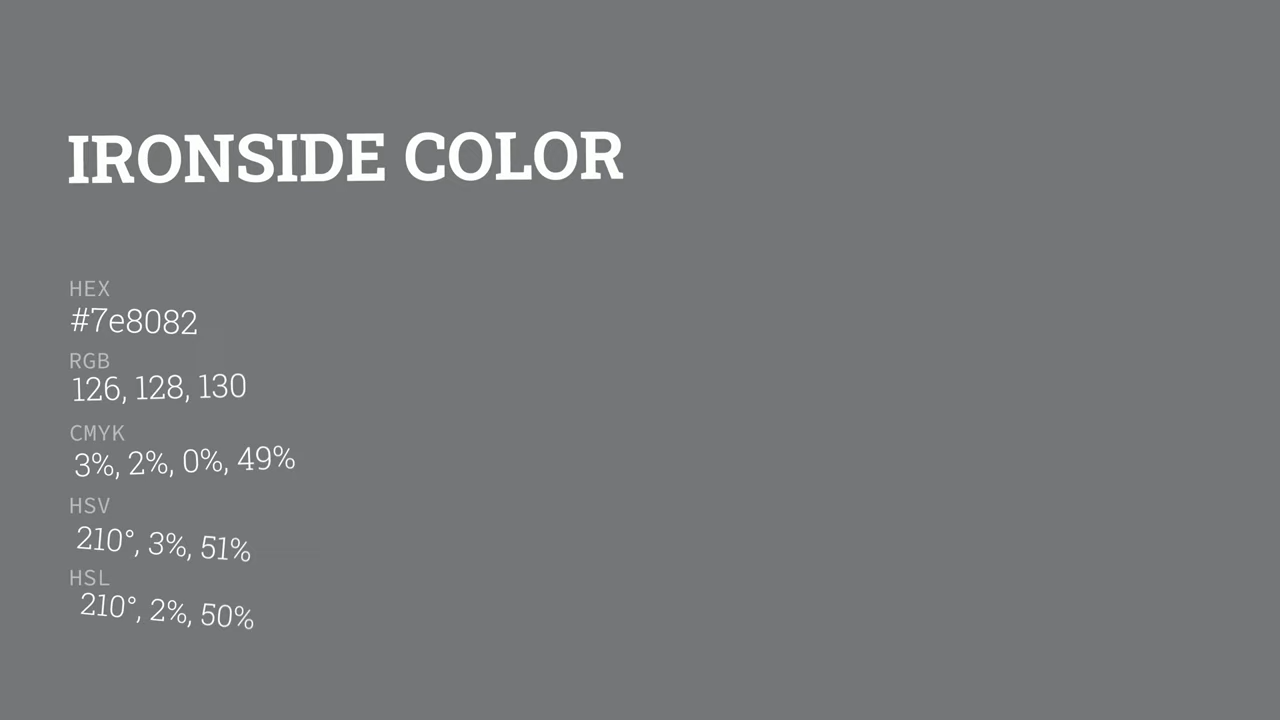 IRONSIDE COLOR
HEX
#7e8082
RGB
126, 128, 130
CMYK
3%, 2%, 0%, 49%
HSV
210°, 3%, 51%
HSL
210°, 2%, 50%